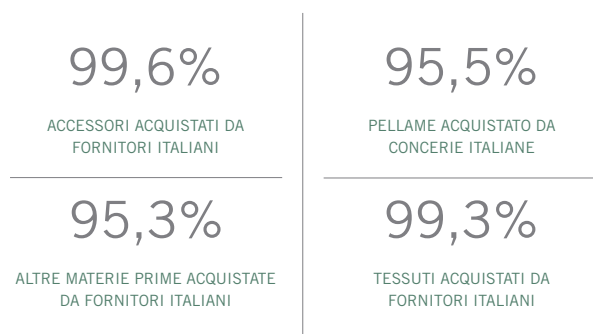 99,6%
ACCESSORI ACQUISTATI DA
FORNITORI ITALIANI
95,5%
PELLAME ACQUISTATO DA
CONCERIE ITALIANE
95,3%
ALTRE MATERIE PRIME ACQUISTATE
DA FORNITORI ITALIANI
99,3%
TESSUTI ACQUISTATI DA
FORNITORI ITALIANI